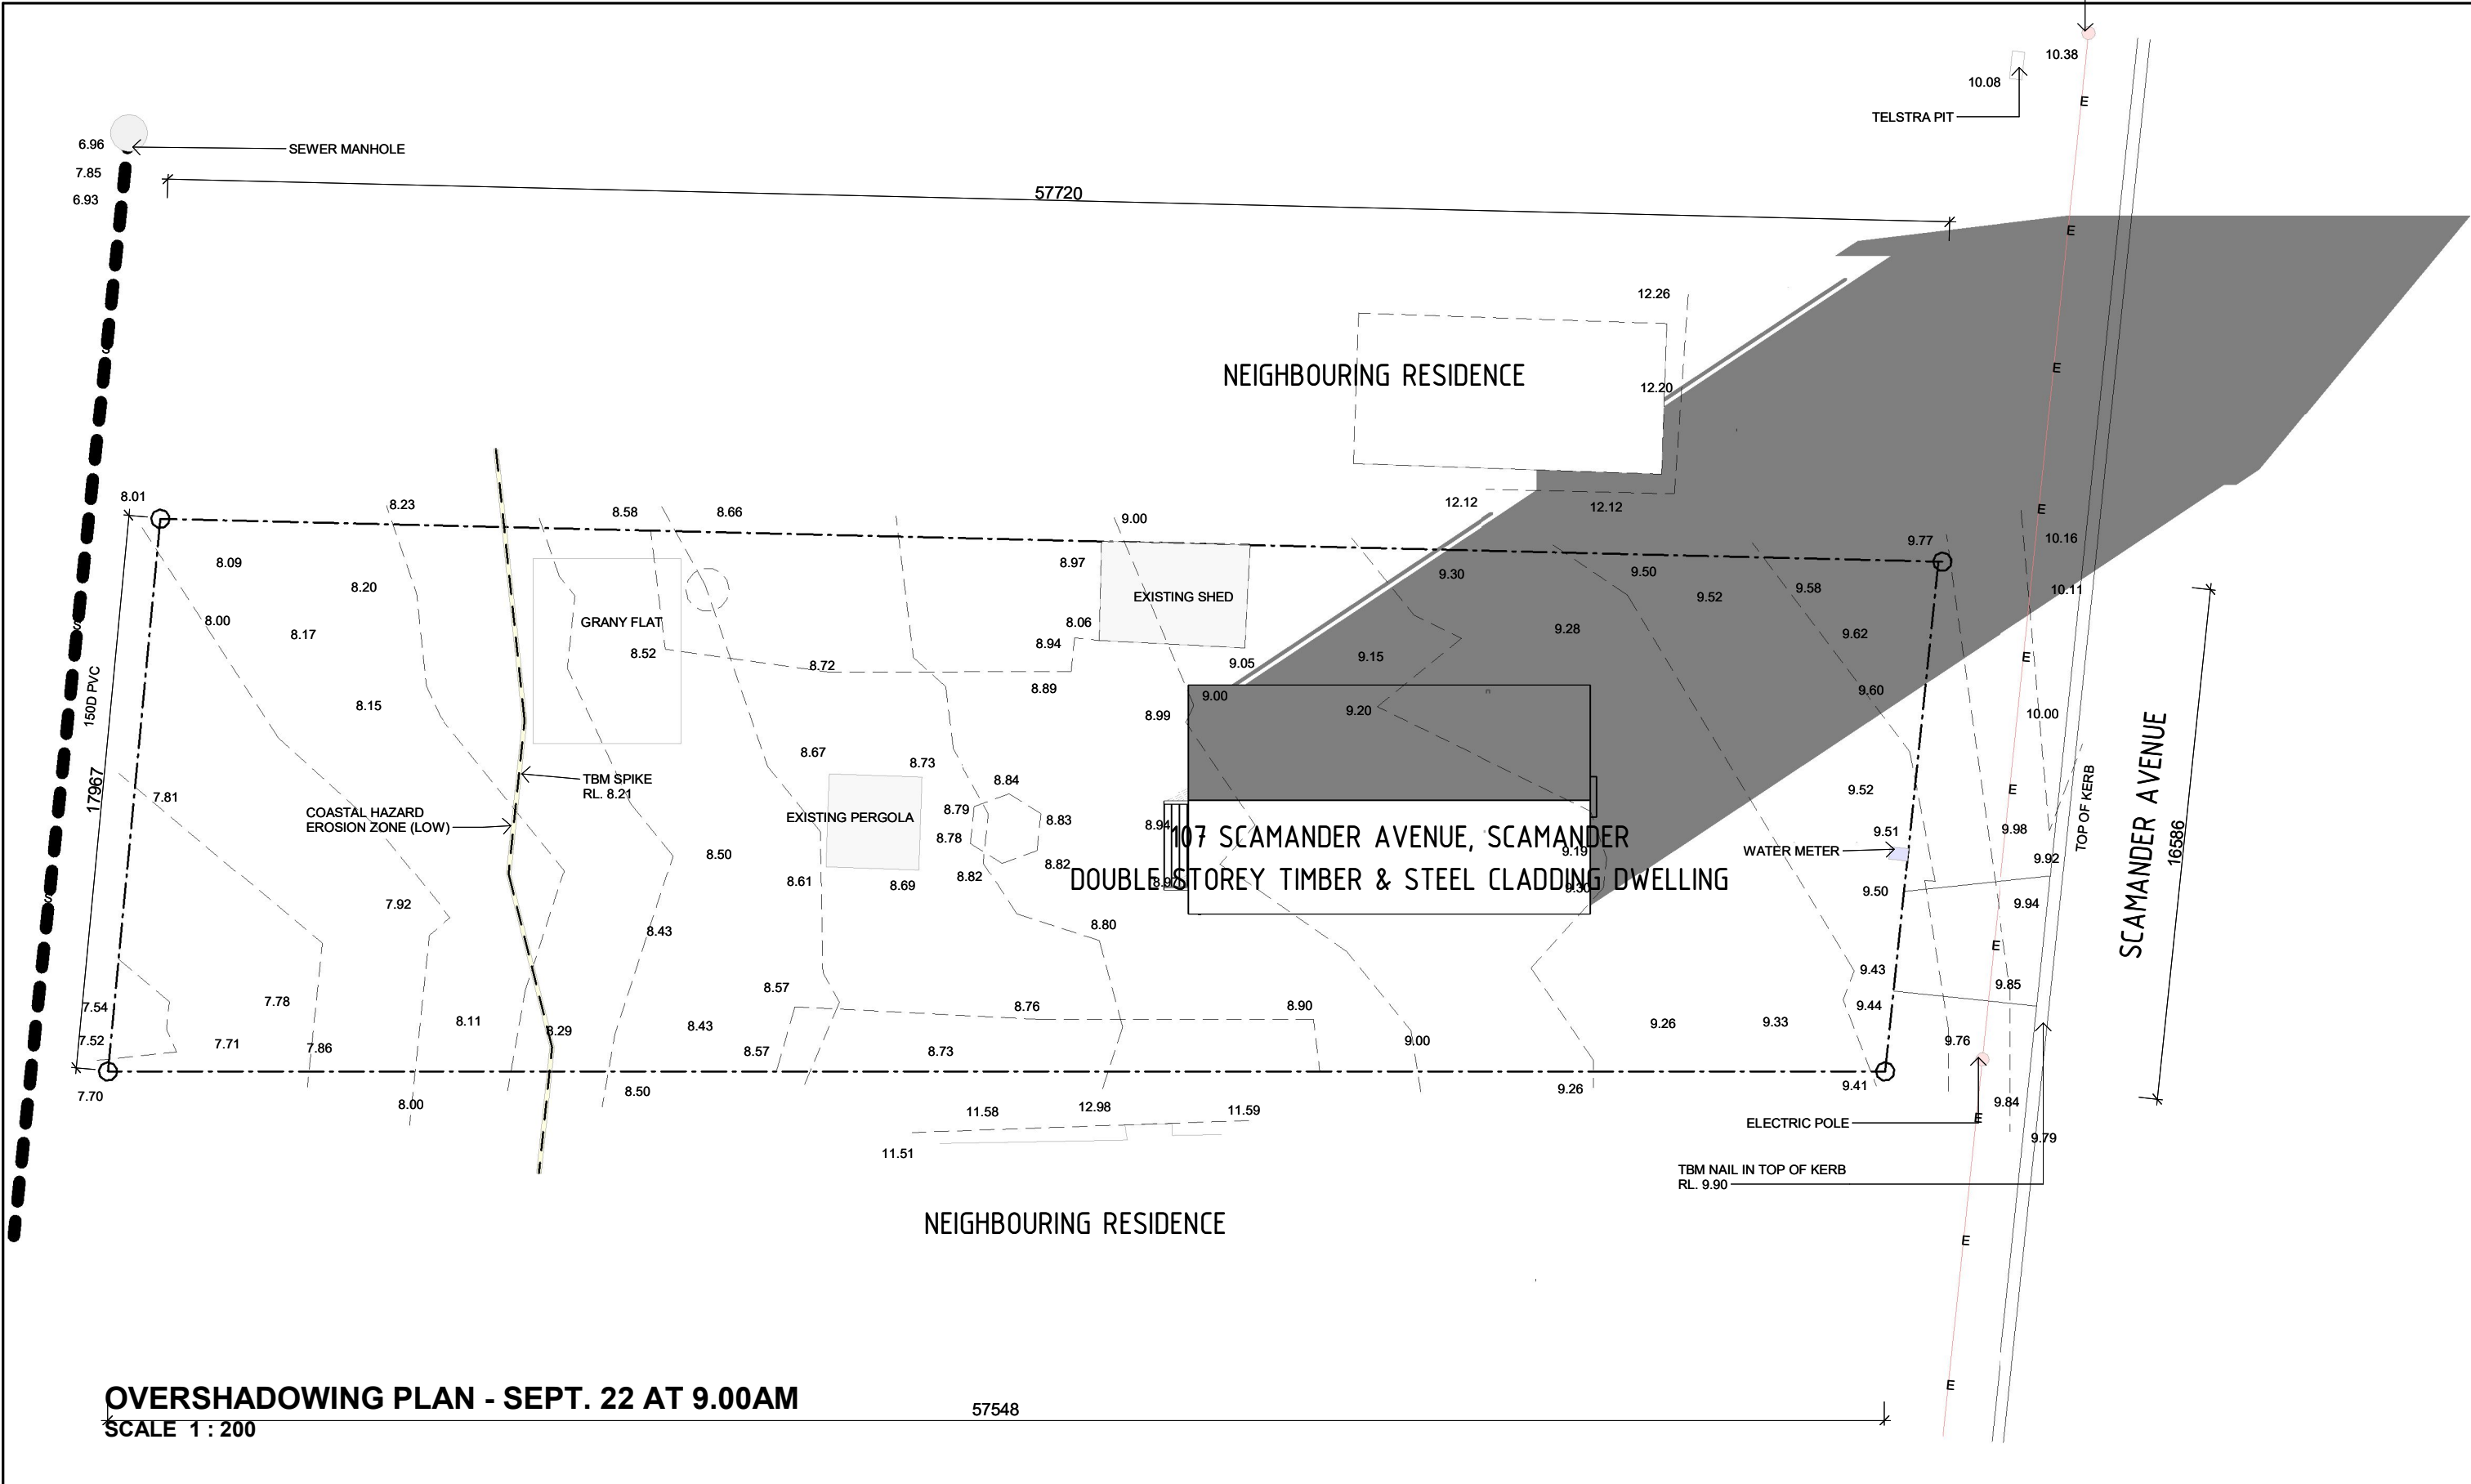 10.38
10.08
E
TELSTRA PIT
6.96
SEWER MANHOLE
7.85
6.93
57720
E
12.26
NEIGHBOURING RESIDENCE
E
12.20
8.01
8.23
8.58
8.66
9.00
12.12
12.12
E
10.16
9.77
8.09
8.97
9.30
9.50
8.20
9.58
10.11
EXISTING SHED
9.52
8.00
GRANY FLAT
8.06
9.28
9.62
S
8.17
8.94
8.52
8.72
9.05
9.15
E
8.89
9.60
9.00
150D PVC
8.15
8.99
9.20
10.00
SCAMANDER AVENUE
8.67
8.73
TBM SPIKE
RL. 8.21
8.84
17967
7.81
9.52
E
TOP OF KERB
COASTAL HAZARD
EROSION ZONE (LOW)
8.79
EXISTING PERGOLA
8.83
8.94
107 SCAMANDER AVENUE, SCAMANDER
9.51
9.98
16586
8.78
8.50
WATER METER
9.19
9.92
8.82
8.82
8.61
8.69
DOUBLE STOREY TIMBER & STEEL CLADDING DWELLING
9.30
9.50
S
7.92
9.94
8.43
8.80
E
9.43
9.85
8.57
7.54
7.78
8.76
8.90
9.44
8.11
8.29
8.43
9.26
9.33
7.52
7.71
7.86
8.57
8.73
9.00
9.76
9.41
7.70
8.00
8.50
9.26
11.58
12.98
11.59
9.84
E
ELECTRIC POLE
9.79
11.51
TBM NAIL IN TOP OF KERB
RL. 9.90
NEIGHBOURING RESIDENCE
E
E
OVERSHADOWING PLAN - SEPT. 22 AT 9.00AM
57548
SCALE 1 : 200